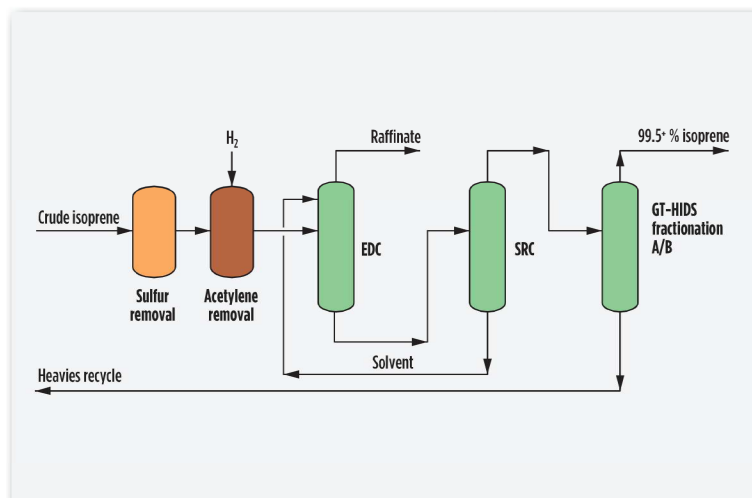 H₂
Raffinate
99.5⁺ % isoprene
Crude isoprene
EDC
SRC
GT-HIDS
fractionation
A/B
Sulfur
removal
Acetylene
removal
Solvent
Heavies recycle